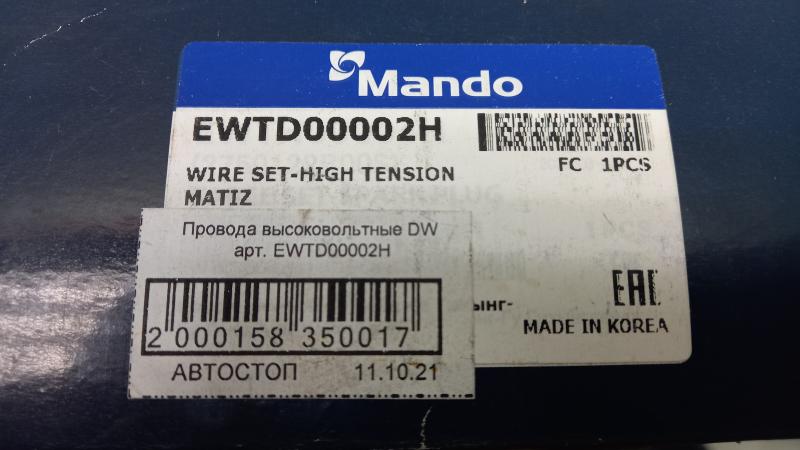 Mando
EWTD00002H
FC 1PCS
WIRE SET-HIGH TENSION
MATIZ
Провода высоковольтные DW
арт. EWTD00002H
2 000158 350017
АВТОСТОП 11.10.21
ынг-
EAC
MADE IN KOREA